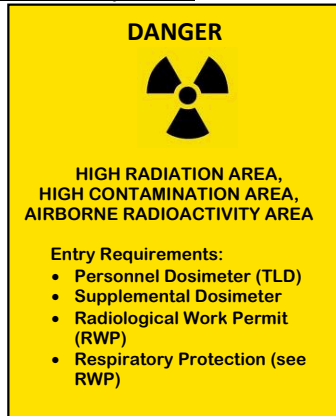 DANGER
HIGH RADIATION AREA,
HIGH CONTAMINATION AREA,
AIRBORNE RADIOACTIVITY AREA
Entry Requirements:
• Personnel Dosimeter (TLD)
• Supplemental Dosimeter
• Radiological Work Permit
(RWP)
• Respiratory Protection (see
RWP)